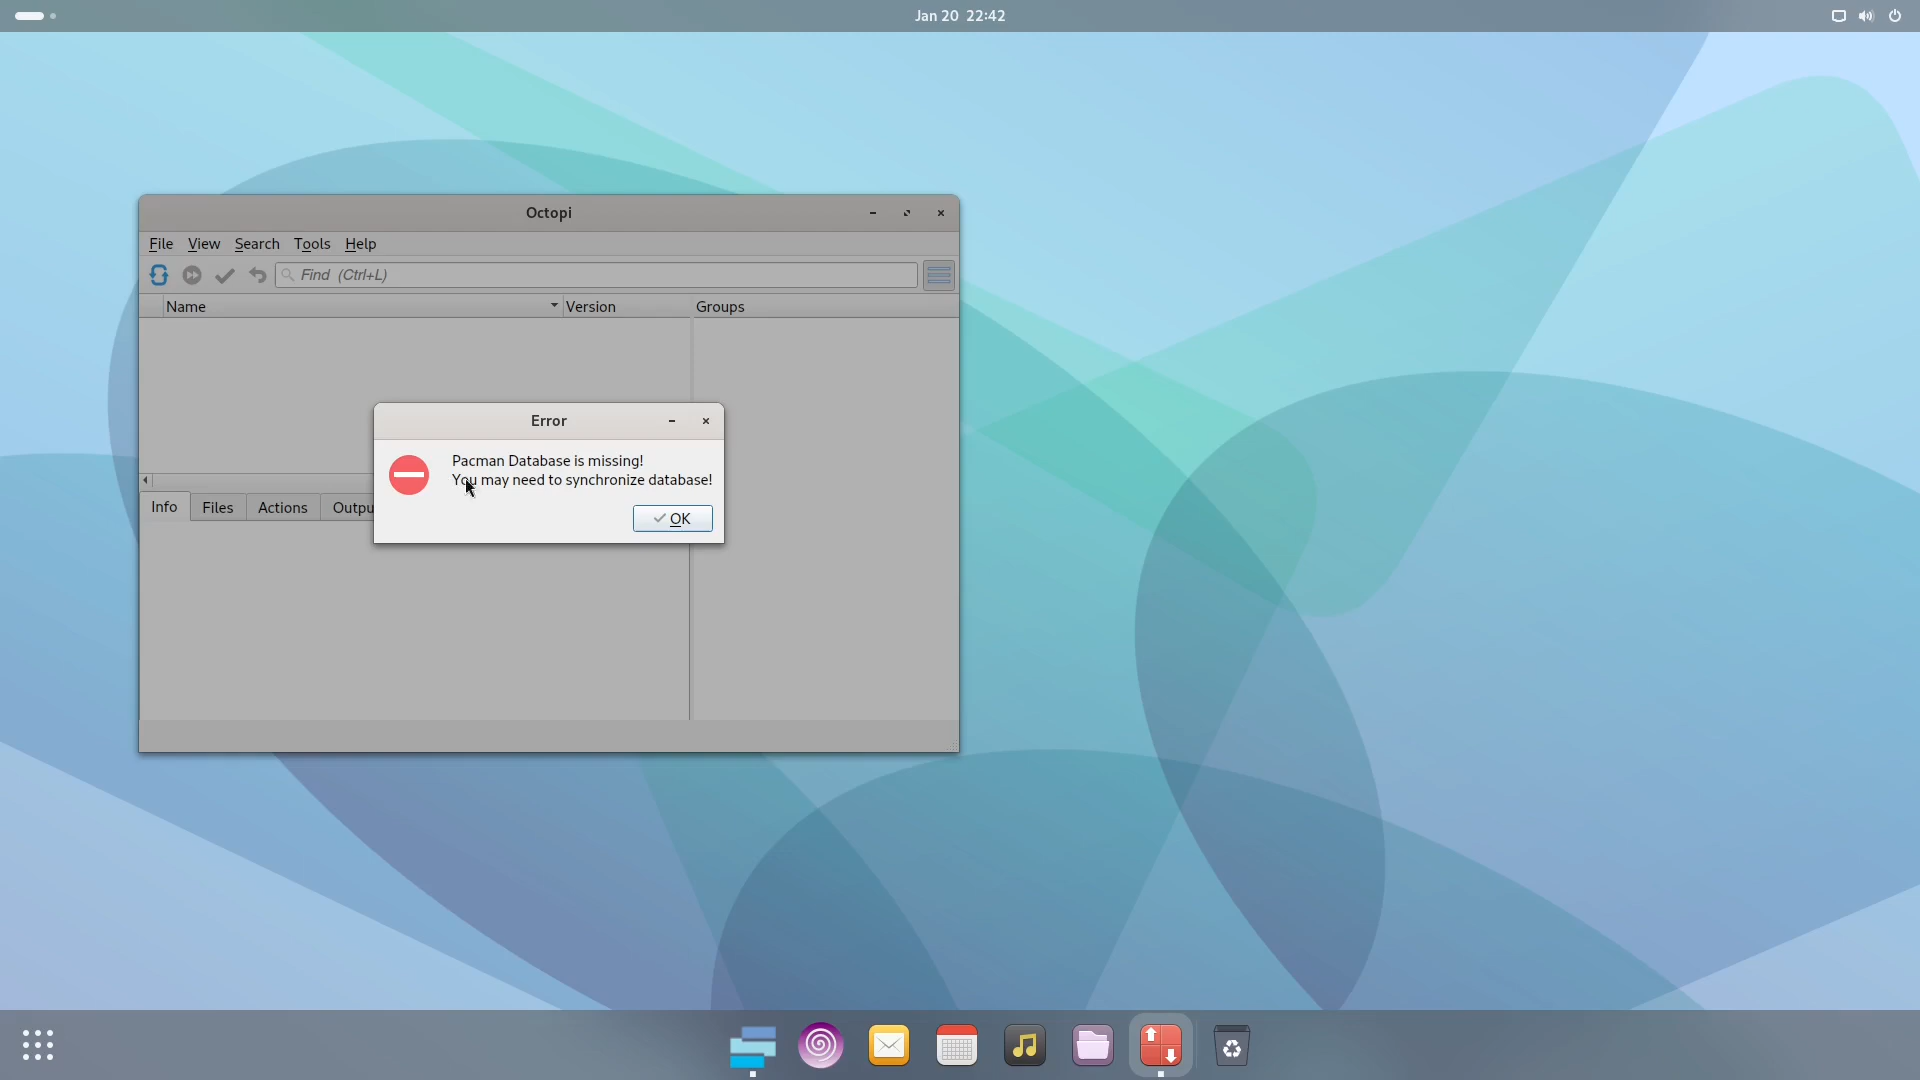 Jan 20  22:42
Octopi
File View Search Tools Help
Find  (Ctrl+L)
Name Version Groups
Error
Pacman Database is missing!
You may need to synchronize database!
OK
Info Files Actions Outpu